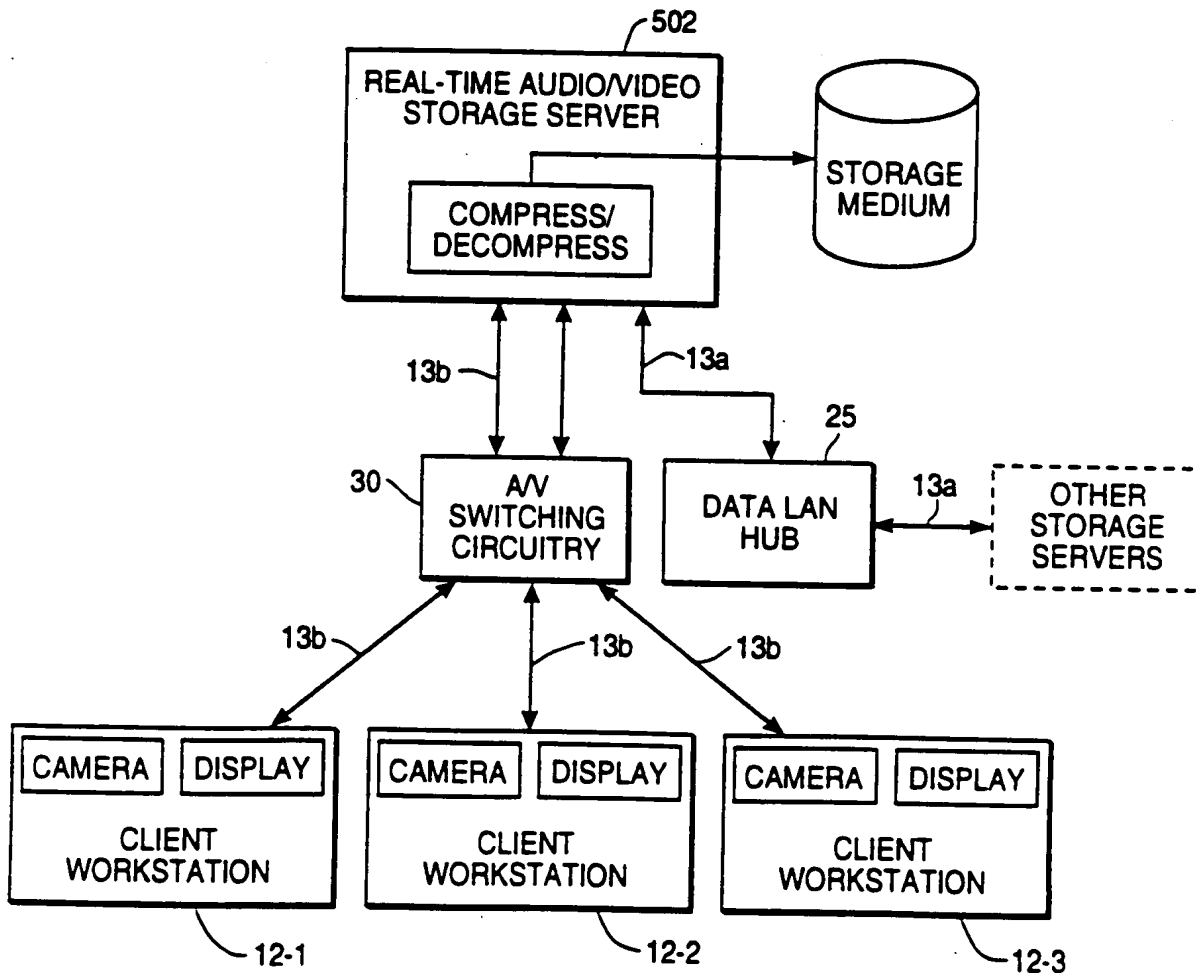 502
REAL-TIME AUDIO/VIDEO
STORAGE SERVER
COMPRESS/
DECOMPRESS
STORAGE
MEDIUM
13b
13a
30
A/V
SWITCHING
CIRCUITRY
25
DATA LAN
HUB
13a
OTHER
STORAGE
SERVERS
13b
13b
13b
CAMERA
DISPLAY
CLIENT
WORKSTATION
12-1
CAMERA
DISPLAY
CLIENT
WORKSTATION
12-2
CAMERA
DISPLAY
CLIENT
WORKSTATION
12-3